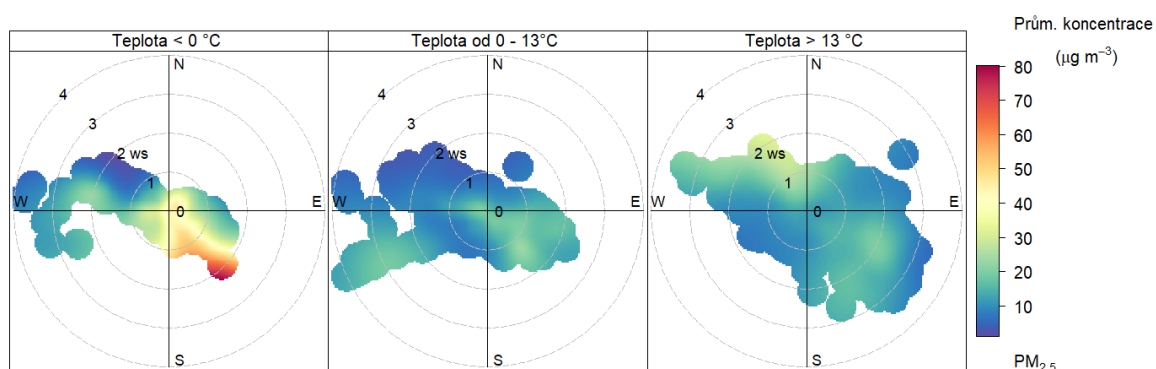 Teplota < 0 °C
N
4
3
2 ws
1
0
W
E
S
Teplota od 0 - 13°C
N
4
3
2 ws
1
0
W
E
S
Teplota > 13 °C
N
4
3
2 ws
1
0
W
E
S
Prům. koncentrace
(µg m⁻³)
80
70
60
50
40
30
20
10
PM2.5